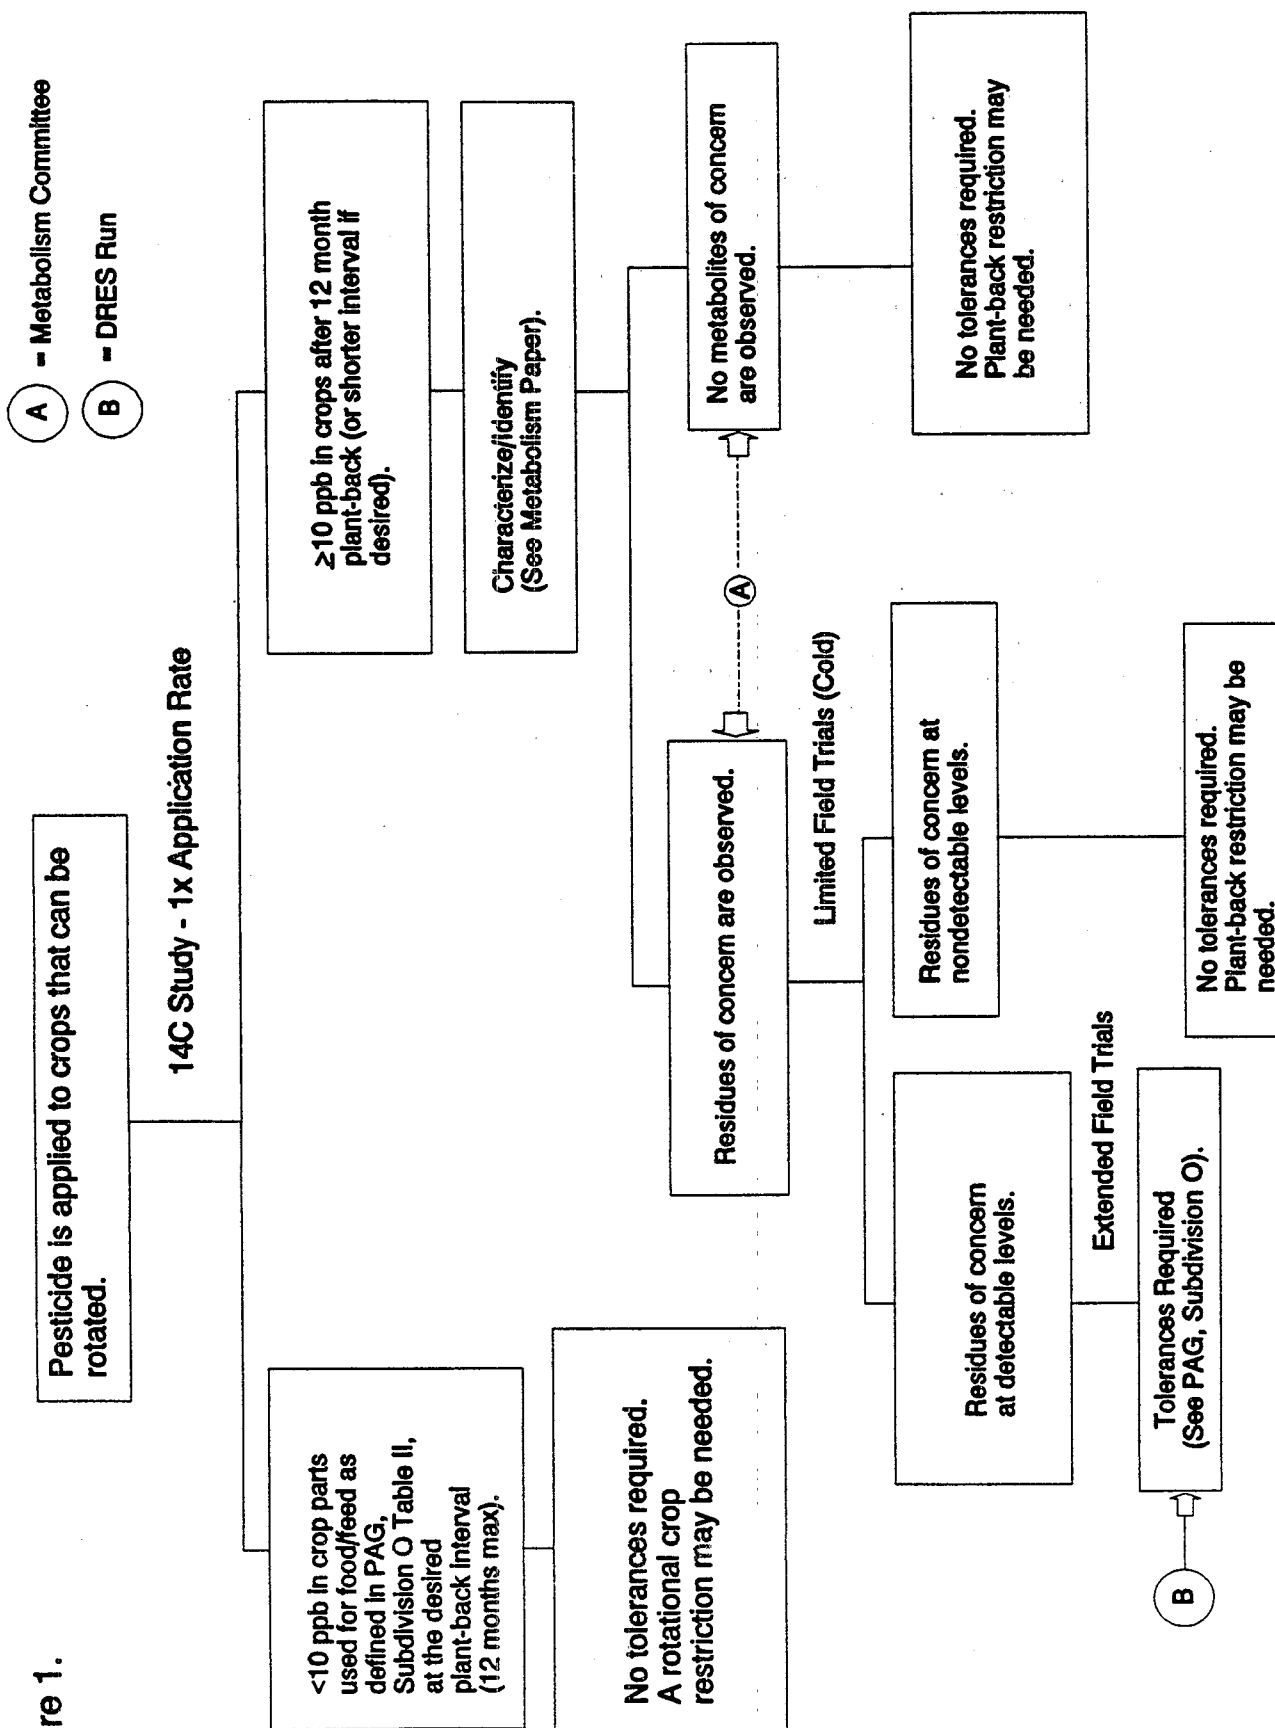 re 1.
A = Metabolism Committee
B = DRES Run
Pesticide is applied to crops that can be
rotated.
14C Study - 1x Application Rate
<10 ppb in crop parts
used for food/feed as
defined in PAG,
Subdivision O Table II,
at the desired
plant-back interval
(12 months max).
≥10 ppb in crops after 12 month
plant-back (or shorter interval if
desired).
No tolerances required.
A rotational crop
restriction may be needed.
Characterize/identify
(See Metabolism Paper).
Residues of concern are observed.
A
No metabolites of concern
are observed.
Limited Field Trials (Cold)
Residues of concern
at detectable levels.
Residues of concern at
nondetectable levels.
No tolerances required.
Plant-back restriction may
be needed.
Extended Field Trials
B
Tolerances Required
(See PAG, Subdivision O).
No tolerances required.
Plant-back restriction may be
needed.